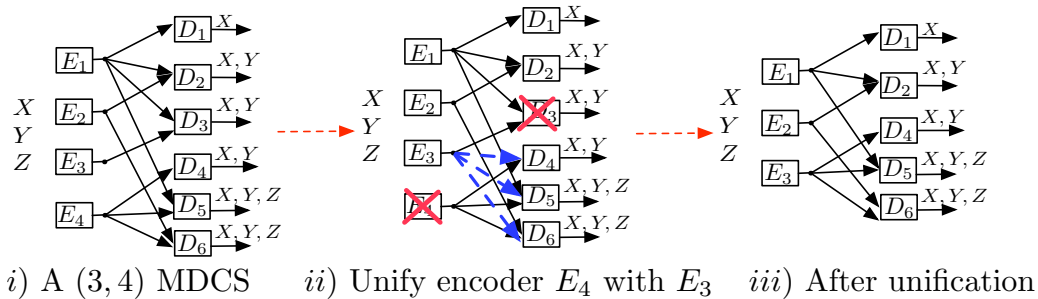 E1
E2
E3
E4
X
Y
Z
D1 X
D2 X, Y
D3 X, Y
D4 X, Y
D5 X, Y, Z
D6 X, Y, Z
i) A (3, 4) MDCS
X
Y
Z
E1
E2
E3
E4
D1 X
D2 X, Y
D3 X, Y
D4 X, Y
D5 X, Y, Z
D6 X, Y, Z
ii) Unify encoder E4 with E3
X
Y
Z
E1
E2
E3
D1 X
D2 X, Y
D4 X, Y
D5 X, Y, Z
D6 X, Y, Z
iii) After unification